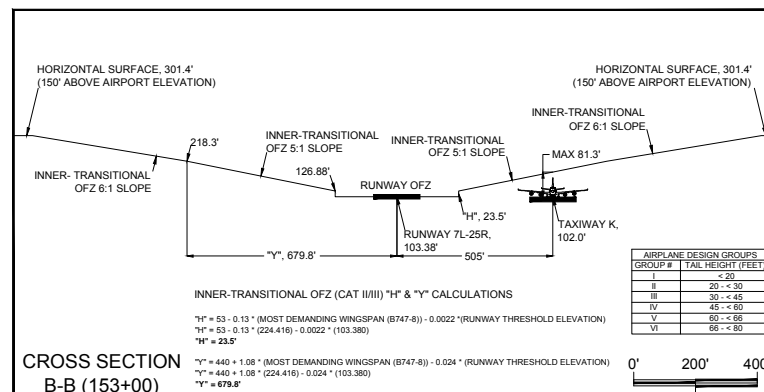 HORIZONTAL SURFACE, 301.4'
(150' ABOVE AIRPORT ELEVATION)
HORIZONTAL SURFACE, 301.4'
(150' ABOVE AIRPORT ELEVATION)
INNER-TRANSITIONAL
OFZ 6:1 SLOPE
218.3'
INNER-TRANSITIONAL
OFZ 5:1 SLOPE
INNER-TRANSITIONAL
OFZ 5:1 SLOPE
MAX 81.3'
INNER- TRANSITIONAL
OFZ 6:1 SLOPE
126.88'
RUNWAY OFZ
"H", 23.5'
TAXIWAY K,
102.0'
RUNWAY 7L-25R,
103.38'
"Y", 679.8'
505'
AIRPLANE DESIGN GROUPS
GROUP # TAIL HEIGHT (FEET)
I < 20
II 20 - < 30
III 30 - < 45
IV 45 - < 60
V 60 - < 66
VI 66 - < 80
INNER-TRANSITIONAL OFZ (CAT II/III) "H" & "Y" CALCULATIONS
"H" = 53 - 0.13 * (MOST DEMANDING WINGSPAN (B747-8)) - 0.0022 *(RUNWAY THRESHOLD ELEVATION)
"H" = 53 - 0.13 * (224.416) - 0.0022 * (103.380)
"H" = 23.5'
"Y" = 440 + 1.08 * (MOST DEMANDING WINGSPAN (B747-8)) - 0.024 * (RUNWAY THRESHOLD ELEVATION)
"Y" = 440 + 1.08 * (224.416) - 0.024 * (103.380)
"Y" = 679.8'
CROSS SECTION
B-B (153+00)
0' 200' 400'